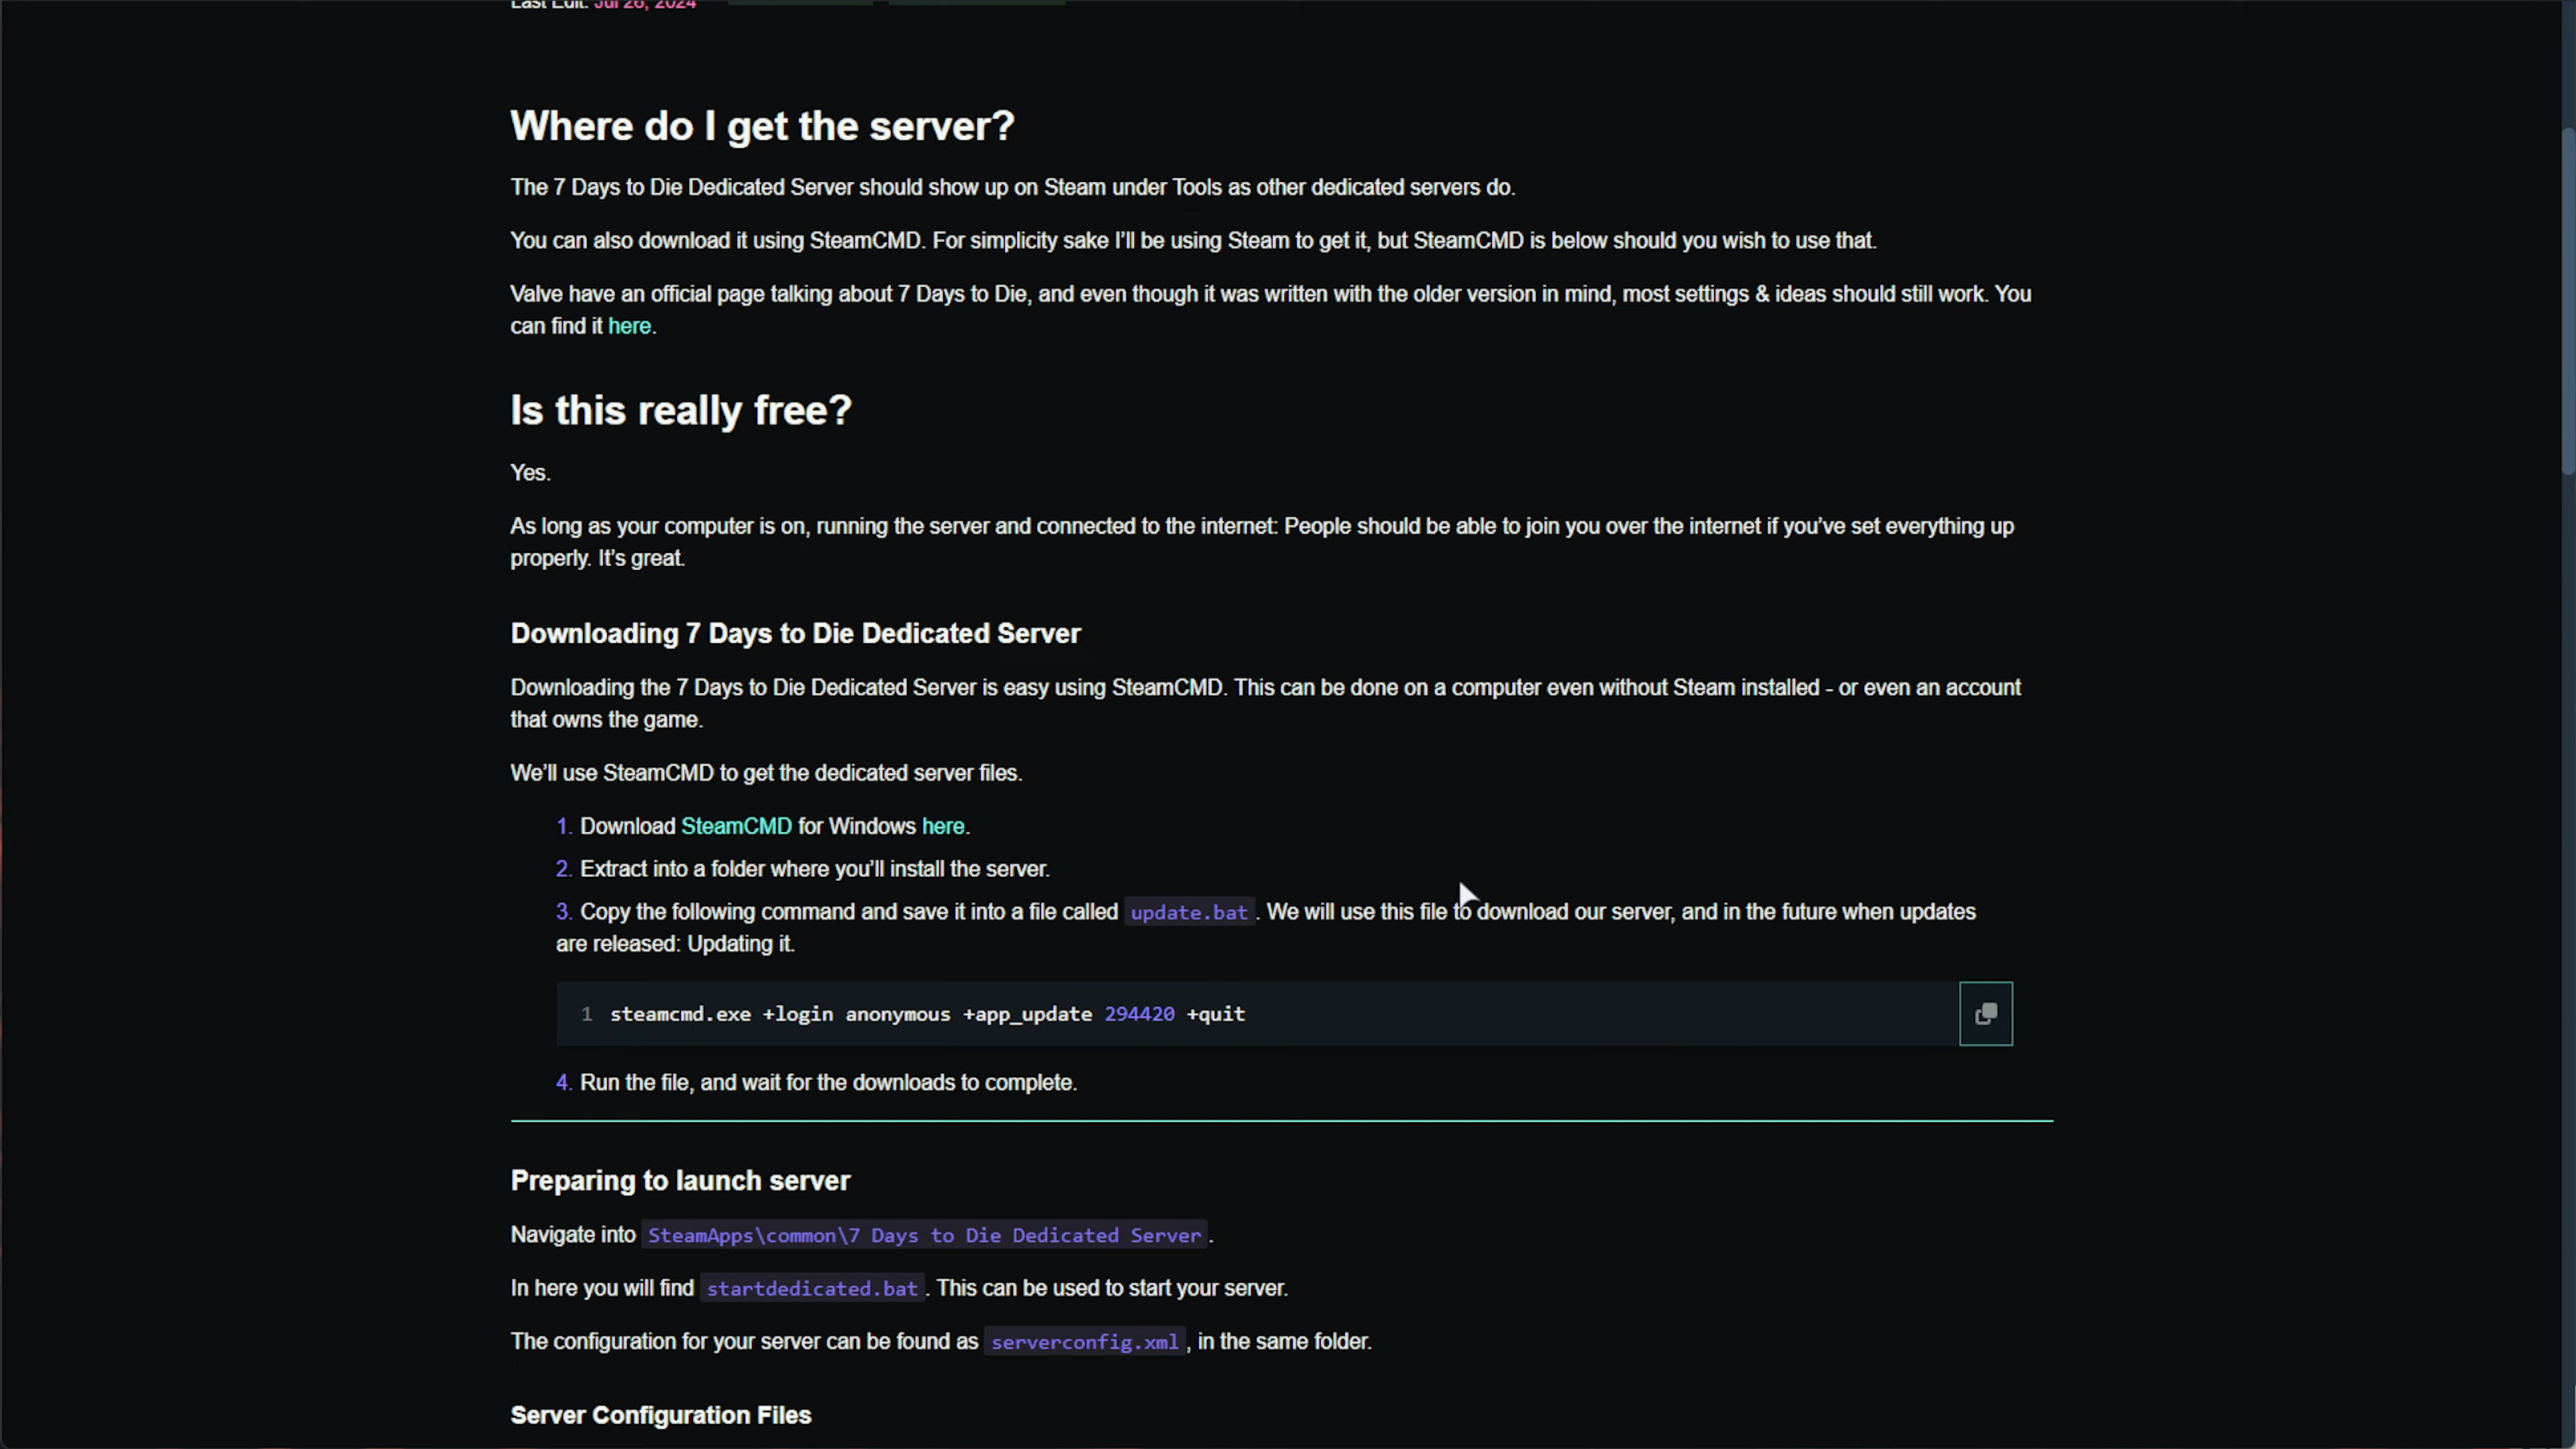 Last Edit: Jul 26, 2024
Where do I get the server?
The 7 Days to Die Dedicated Server should show up on Steam under Tools as other dedicated servers do.
You can also download it using SteamCMD. For simplicity sake I’ll be using Steam to get it, but SteamCMD is below should you wish to use that.
Valve have an official page talking about 7 Days to Die, and even though it was written with the older version in mind, most settings & ideas should still work. You
can find it here.
Is this really free?
Yes.
As long as your computer is on, running the server and connected to the internet: People should be able to join you over the internet if you’ve set everything up
properly. It’s great.
Downloading 7 Days to Die Dedicated Server
Downloading the 7 Days to Die Dedicated Server is easy using SteamCMD. This can be done on a computer even without Steam installed - or even an account
that owns the game.
We’ll use SteamCMD to get the dedicated server files.
1. Download SteamCMD for Windows here.
2. Extract into a folder where you’ll install the server.
3. Copy the following command and save it into a file called update.bat. We will use this file to download our server, and in the future when updates
are released: Updating it.
1 steamcmd.exe +login anonymous +app_update 294420 +quit
4. Run the file, and wait for the downloads to complete.
Preparing to launch server
Navigate into SteamApps\common\7 Days to Die Dedicated Server.
In here you will find startdedicated.bat. This can be used to start your server.
The configuration for your server can be found as serverconfig.xml, in the same folder.
Server Configuration Files